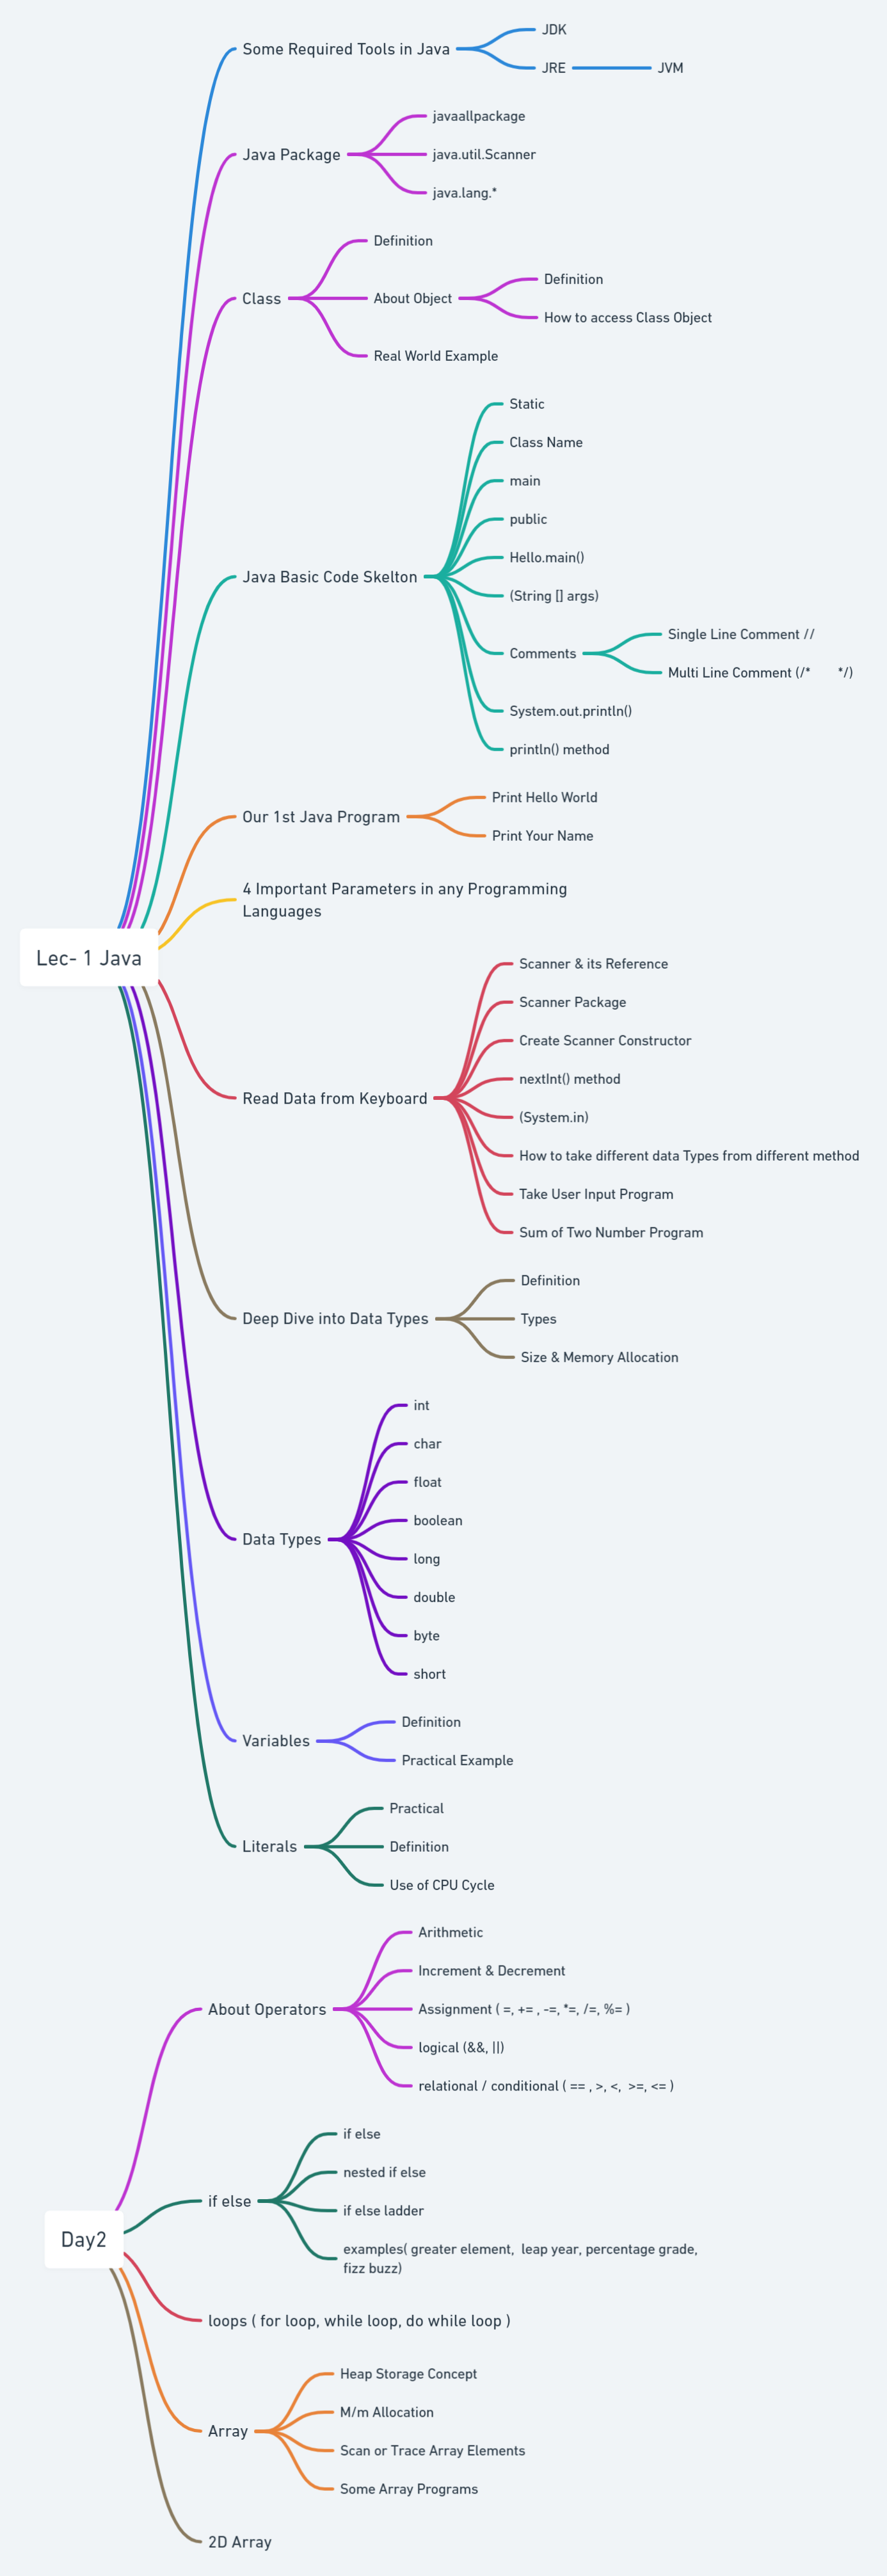 Some Required Tools in Java
JDK
JRE
JVM
Java Package
javaallpackage
java.util.Scanner
java.lang.*
Class
Definition
About Object
Definition
How to access Class Object
Real World Example
Java Basic Code Skelton
Static
Class Name
main
public
Hello.main()
(String [] args)
Comments
Single Line Comment //
Multi Line Comment (/* */)
System.out.println()
println() method
Our 1st Java Program
Print Hello World
Print Your Name
4 Important Parameters in any Programming
Languages
Lec- 1 Java
Read Data from Keyboard
Scanner & its Reference
Scanner Package
Create Scanner Constructor
nextInt() method
(System.in)
How to take different data Types from different method
Take User Input Program
Sum of Two Number Program
Deep Dive into Data Types
Definition
Types
Size & Memory Allocation
Data Types
int
char
float
boolean
long
double
byte
short
Variables
Definition
Practical Example
Literals
Practical
Definition
Use of CPU Cycle
About Operators
Arithmetic
Increment & Decrement
Assignment ( =, += , -=, *=, /=, %= )
logical (&&, ||)
relational / conditional ( == , >, <, >=, <= )
Day2
if else
if else
nested if else
if else ladder
examples( greater element, leap year, percentage grade,
fizz buzz)
loops ( for loop, while loop, do while loop )
Array
Heap Storage Concept
M/m Allocation
Scan or Trace Array Elements
Some Array Programs
2D Array